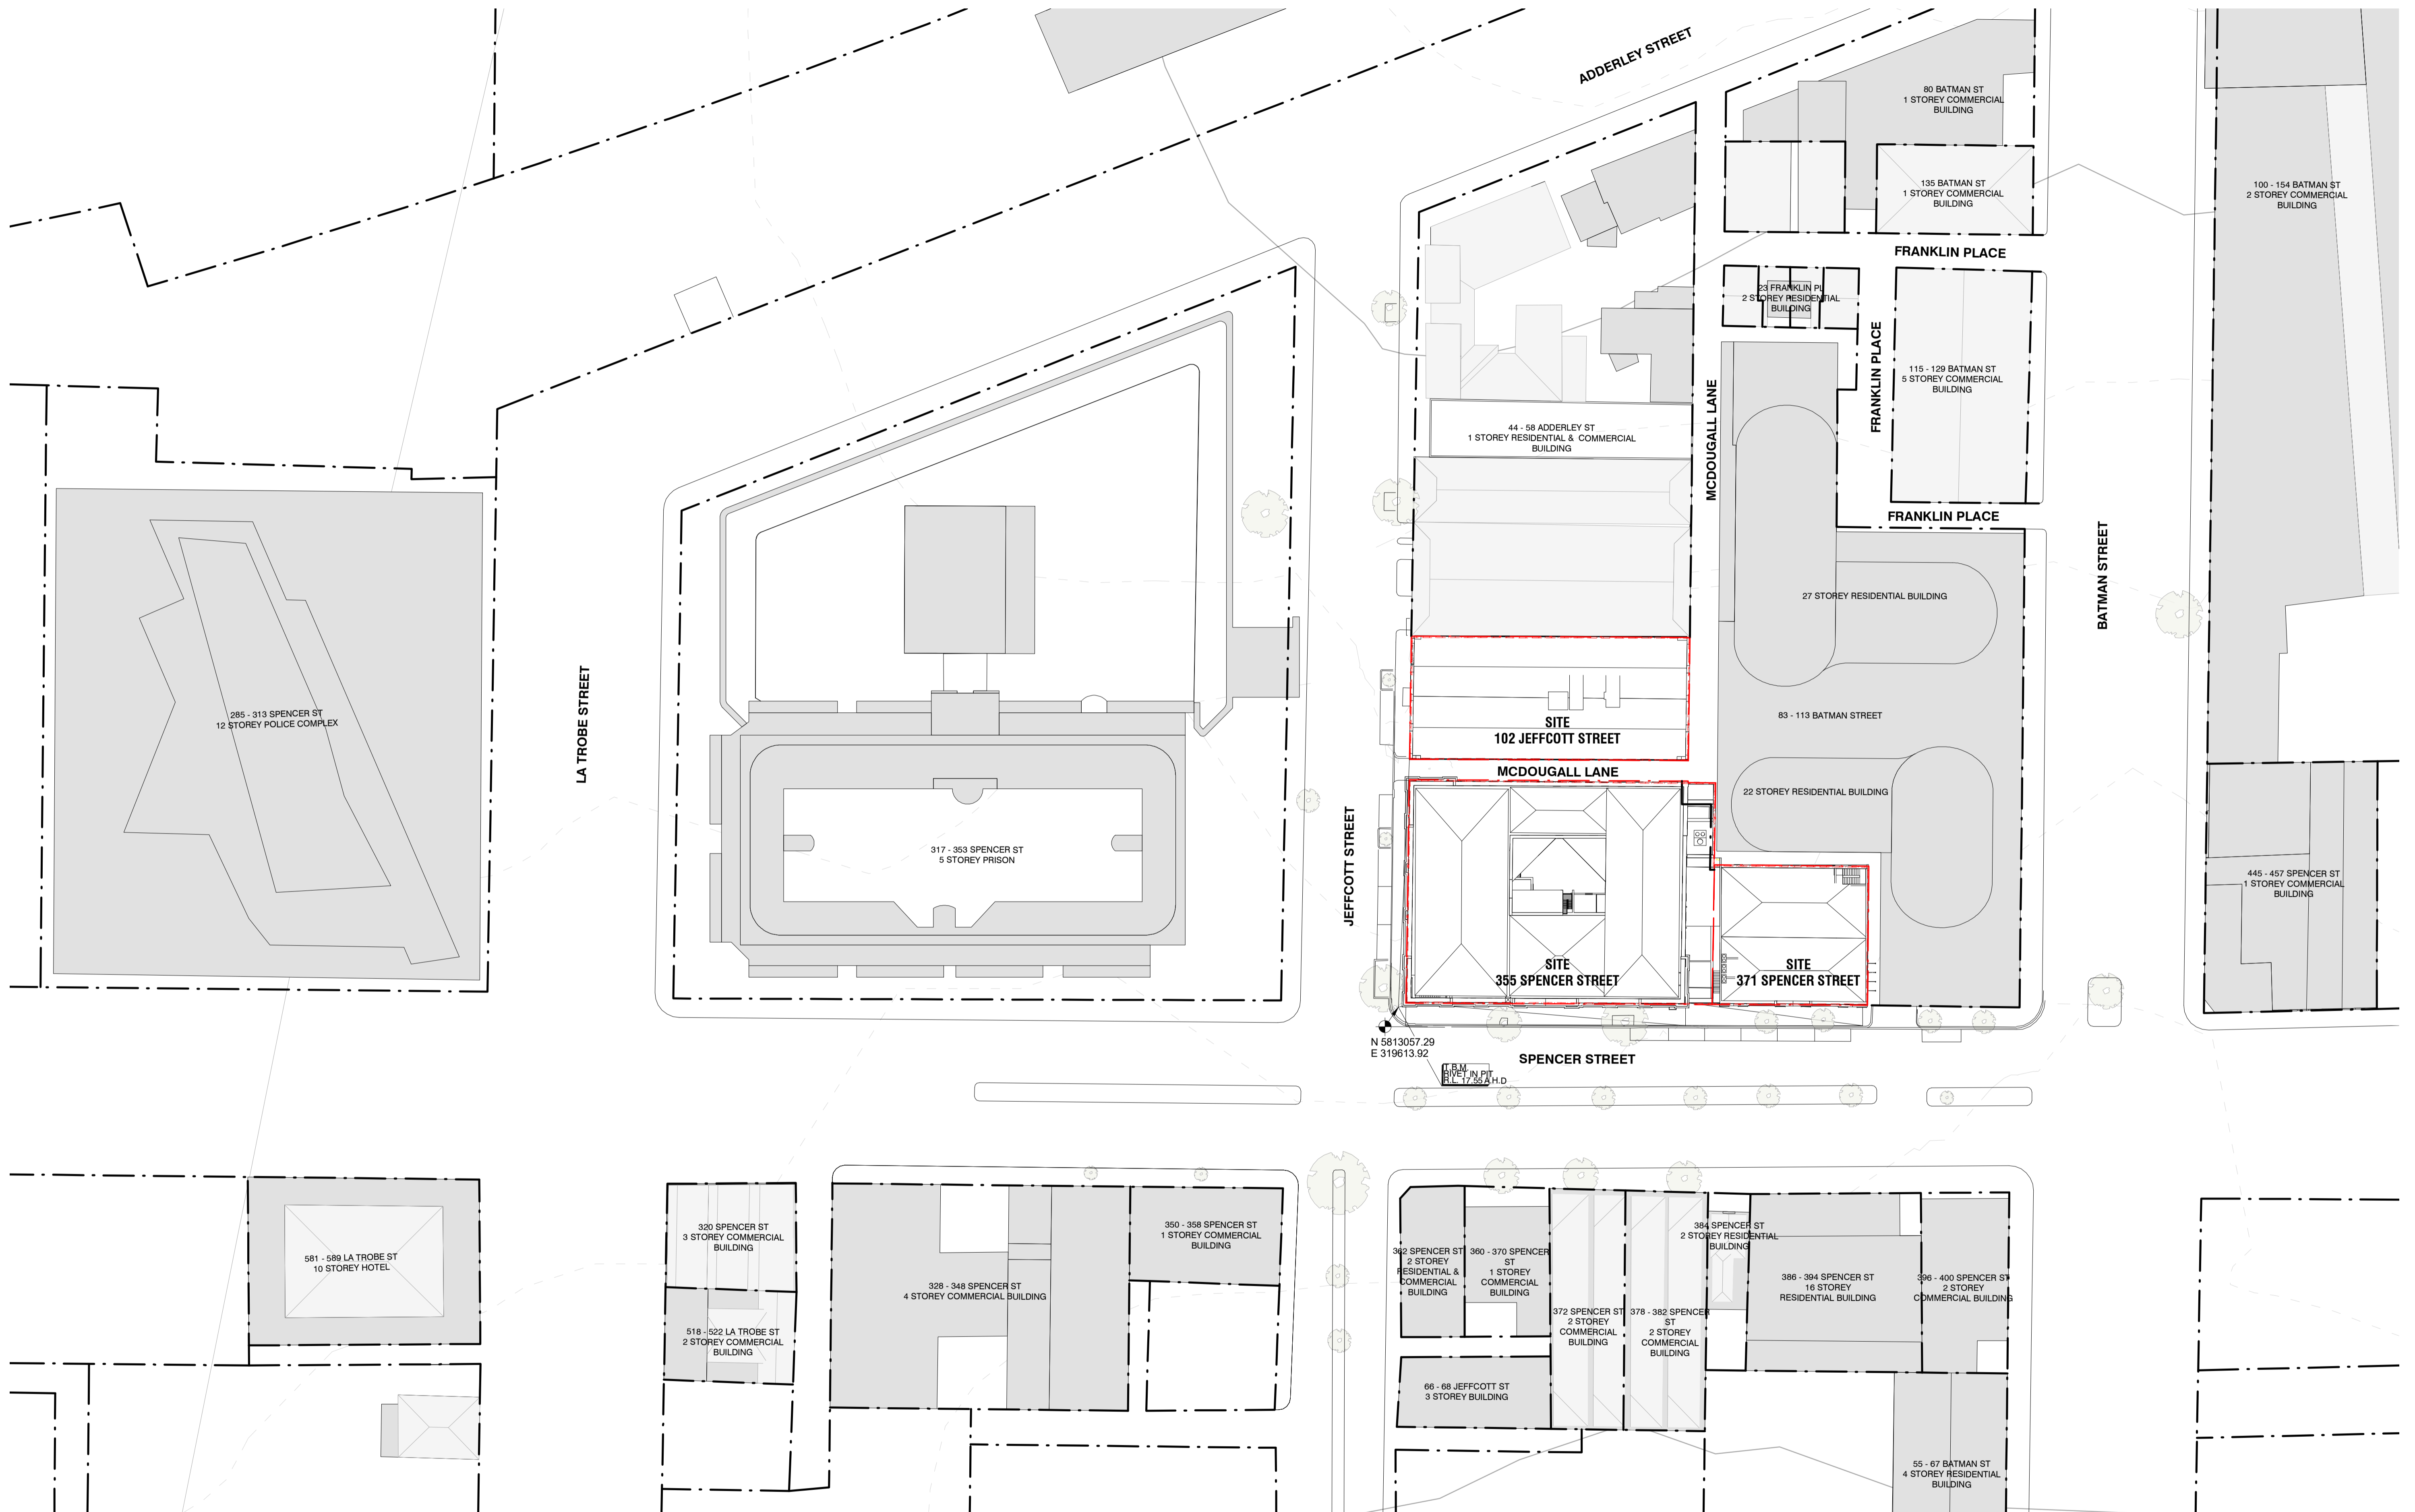 ADDERLEY STREET
80 BATMAN ST
1 STOREY COMMERCIAL
BUILDING
135 BATMAN ST
1 STOREY COMMERCIAL
BUILDING
100 - 154 BATMAN ST
2 STOREY COMMERCIAL
BUILDING
FRANKLIN PLACE
23 FRANKLIN PL
2 STOREY RESIDENTIAL
BUILDING
FRANKLIN PLACE
115 - 129 BATMAN ST
5 STOREY COMMERCIAL
BUILDING
MCDOUGALL LANE
44 - 58 ADDERLEY ST
1 STOREY RESIDENTIAL & COMMERCIAL
BUILDING
FRANKLIN PLACE
BATMAN STREET
27 STOREY RESIDENTIAL BUILDING
285 - 313 SPENCER ST
12 STOREY POLICE COMPLEX
LA TROBE STREET
SITE
102 JEFFCOTT STREET
83 - 113 BATMAN STREET
MCDOUGALL LANE
22 STOREY RESIDENTIAL BUILDING
317 - 353 SPENCER ST
5 STOREY PRISON
JEFFCOTT STREET
445 - 457 SPENCER ST
1 STOREY COMMERCIAL
BUILDING
SITE
355 SPENCER STREET
SITE
371 SPENCER STREET
N 5813057.29
E 319613.92
SPENCER STREET
T.B.M.
RIVET IN PIT
R.L. 17.55 A.H.D
581 - 589 LA TROBE ST
10 STOREY HOTEL
320 SPENCER ST
3 STOREY COMMERCIAL
BUILDING
518 - 522 LA TROBE ST
2 STOREY COMMERCIAL
BUILDING
328 - 348 SPENCER ST
4 STOREY COMMERCIAL BUILDING
350 - 358 SPENCER ST
1 STOREY COMMERCIAL
BUILDING
362 SPENCER ST
2 STOREY
RESIDENTIAL &
COMMERCIAL
BUILDING
360 - 370 SPENCER
ST
1 STOREY
COMMERCIAL
BUILDING
372 SPENCER ST
2 STOREY
COMMERCIAL
BUILDING
378 - 382 SPENCER
ST
2 STOREY
COMMERCIAL
BUILDING
384 SPENCER ST
2 STOREY RESIDENTIAL
BUILDING
386 - 394 SPENCER ST
16 STOREY
RESIDENTIAL BUILDING
396 - 400 SPENCER ST
2 STOREY
COMMERCIAL BUILDING
66 - 68 JEFFCOTT ST
3 STOREY BUILDING
55 - 67 BATMAN ST
4 STOREY RESIDENTIAL
BUILDING